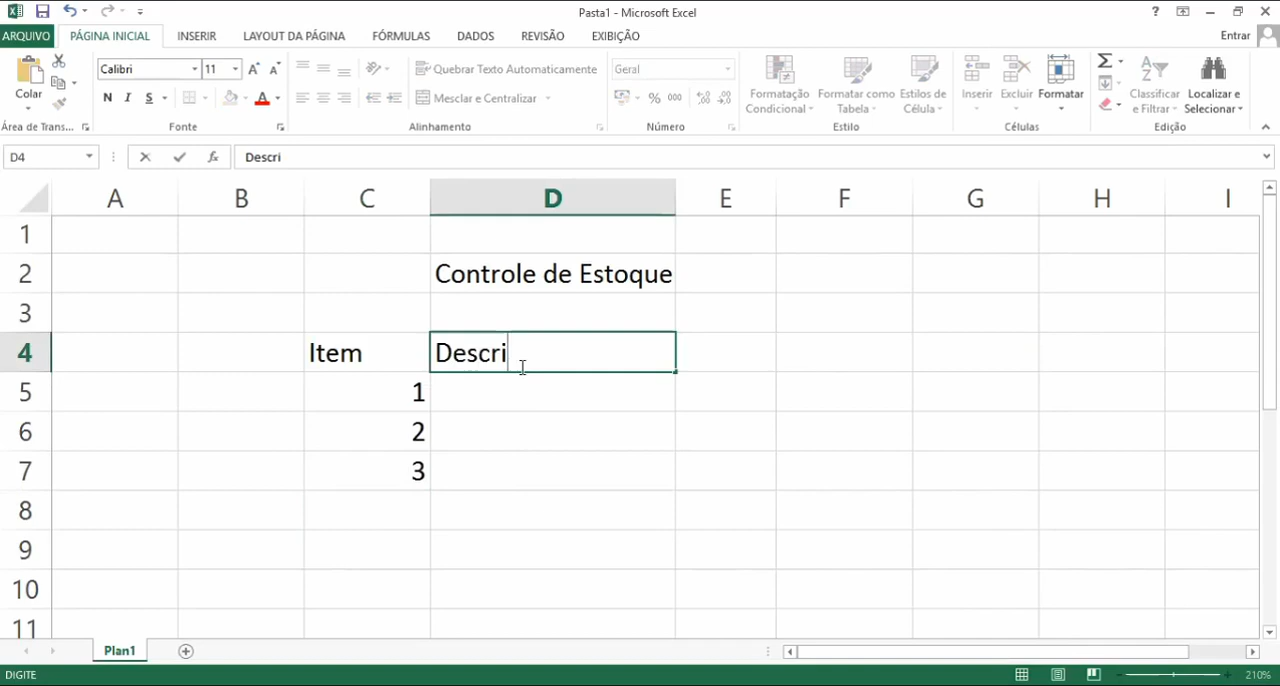 Pasta1 - Microsoft Excel
?
ARQUIVO PÁGINA INICIAL INSERIR LAYOUT DA PÁGINA FÓRMULAS DADOS REVISÃO EXIBIÇÃO Entrar
Colar
Calibri 11
N I S
Quebrar Texto Automaticamente
Mesclar e Centralizar
Geral
% 000
Formatação Condicional
Formatar como Tabela
Estilos de Célula
Inserir Excluir Formatar
Classificar e Filtrar
Localizar e Selecionar
Área de Trans... Fonte Alinhamento Número Estilo Células Edição
D4 fx Descri
A B C D E F G H I
1
2 Controle de Estoque
3
4 Item Descri
5 1
6 2
7 3
8
9
10
11
Plan1
DIGITE 210%